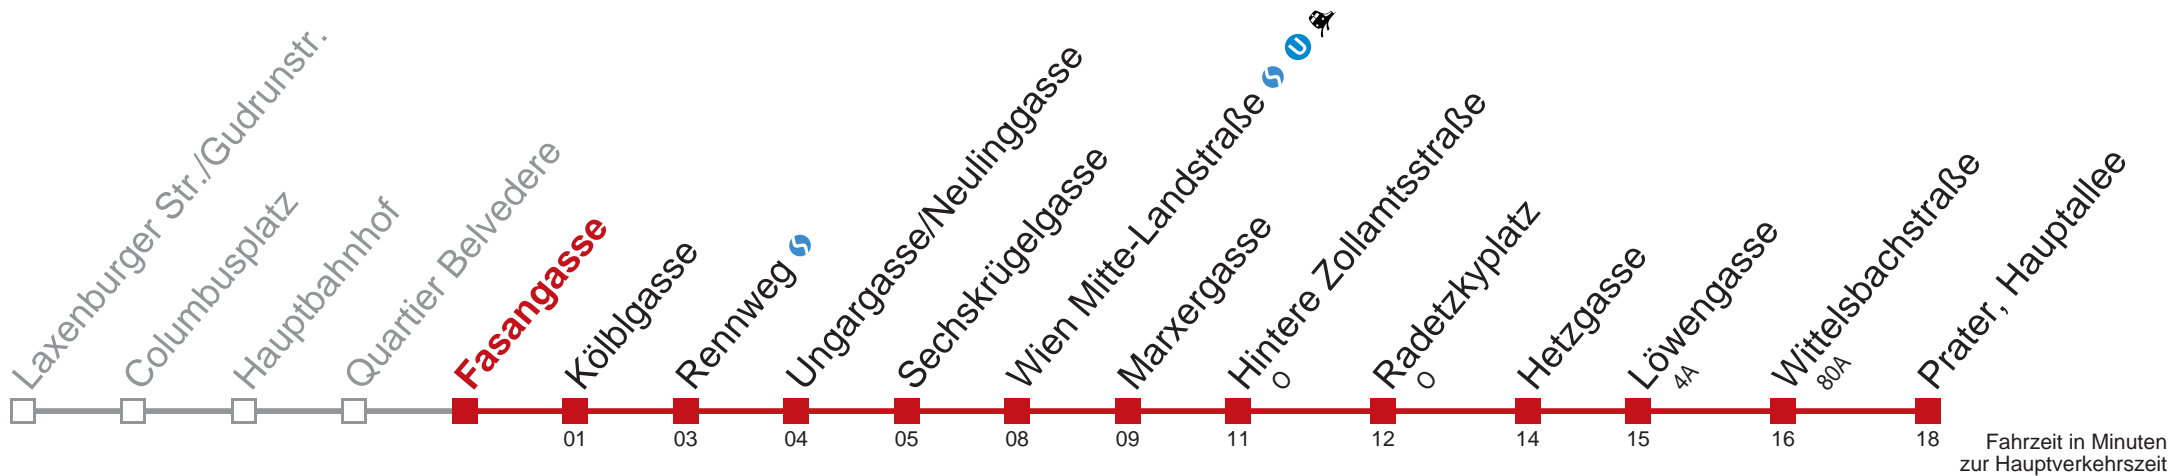 Laxenburger Str./Gudrunstr.
Columbusplatz
Hauptbahnhof
Quartier Belvedere
Fasangasse
Kölblgasse
Rennweg S
Ungargasse/Neulinggasse
Sechskrügelgasse
Wien Mitte-Landstraße S U
Marxergasse
Hintere Zollamtsstraße
O
Radetzkyplatz
O
Hetzgasse
Löwengasse
4A
Wittelsbachstraße
80A
Prater, Hauptallee
01 03 04 05 08 09 11 12 14 15 16 18
Fahrzeit in Minuten
zur Hauptverkehrszeit